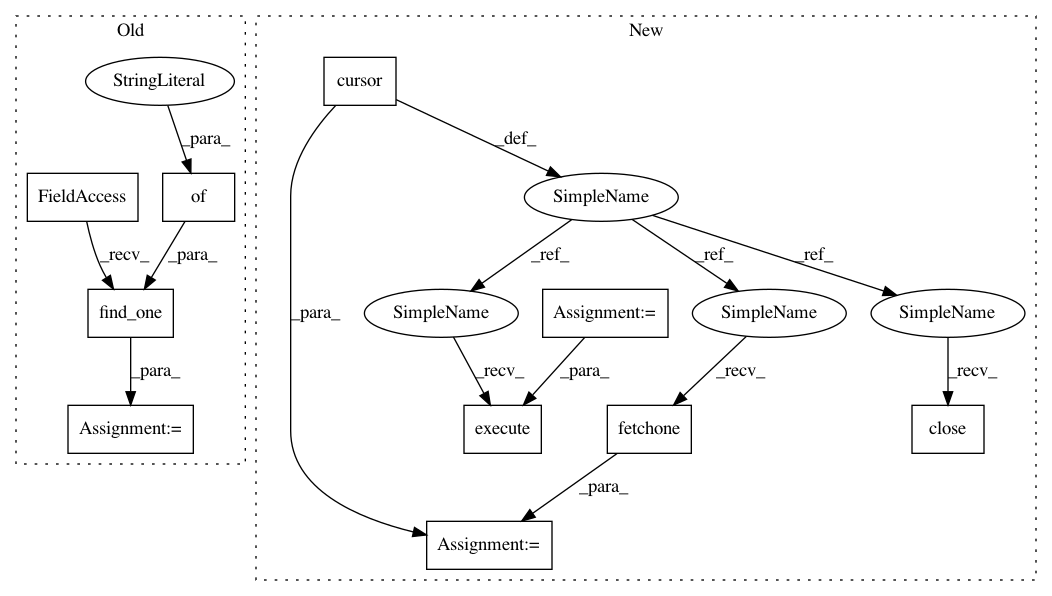 Old
New
StringLiteral
cursor
_para_
_def_
FieldAccess
of
SimpleName
_recv_
_para_
_ref_
_ref_
_ref_
find_one
_para_
SimpleName
Assignment:=
SimpleName
SimpleName
_para_
_recv_
_para_
_recv_
_recv_
Assignment:=
execute
fetchone
close
_para_
Assignment:=